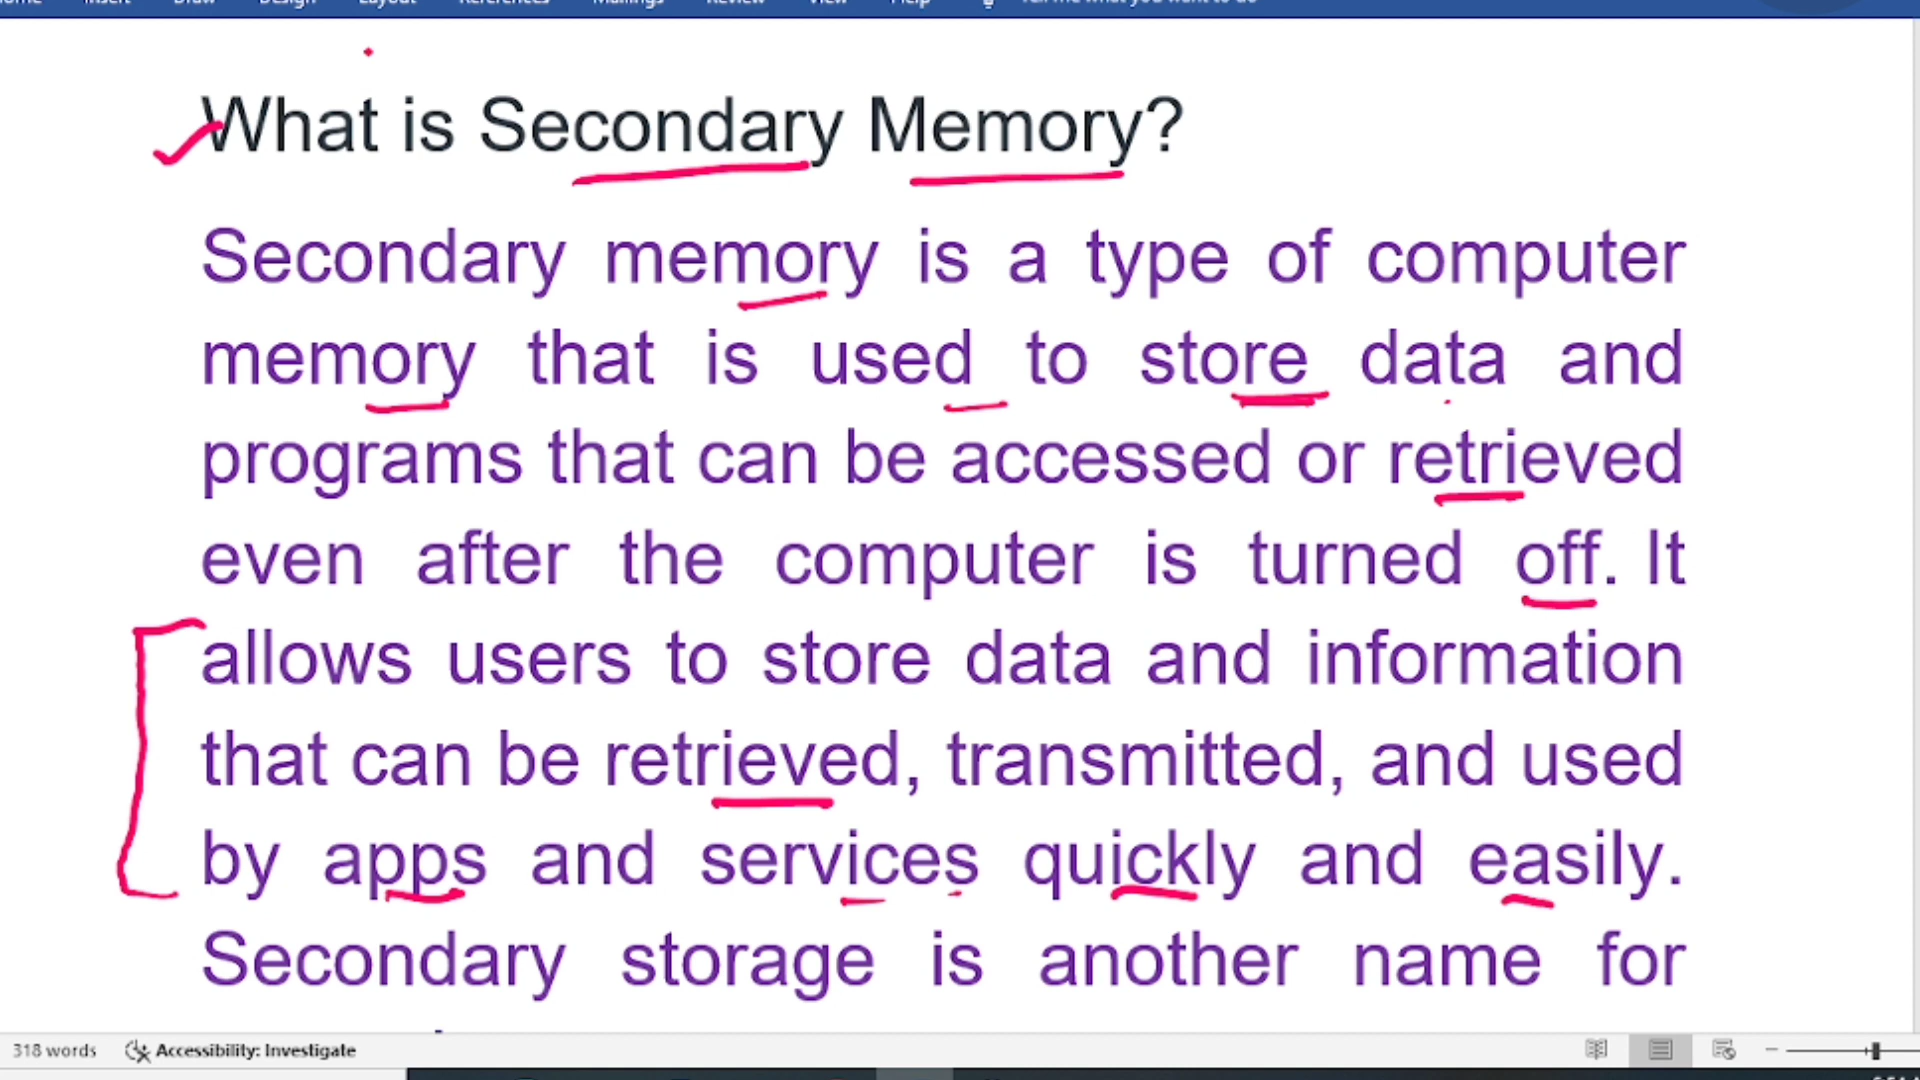 What is Secondary Memory?
Secondary memory is a type of computer
memory that is used to store data and
programs that can be accessed or retrieved
even after the computer is turned off. It
allows users to store data and information
that can be retrieved, transmitted, and used
by apps and services quickly and easily.
Secondary storage is another name for
318 words Accessibility: Investigate